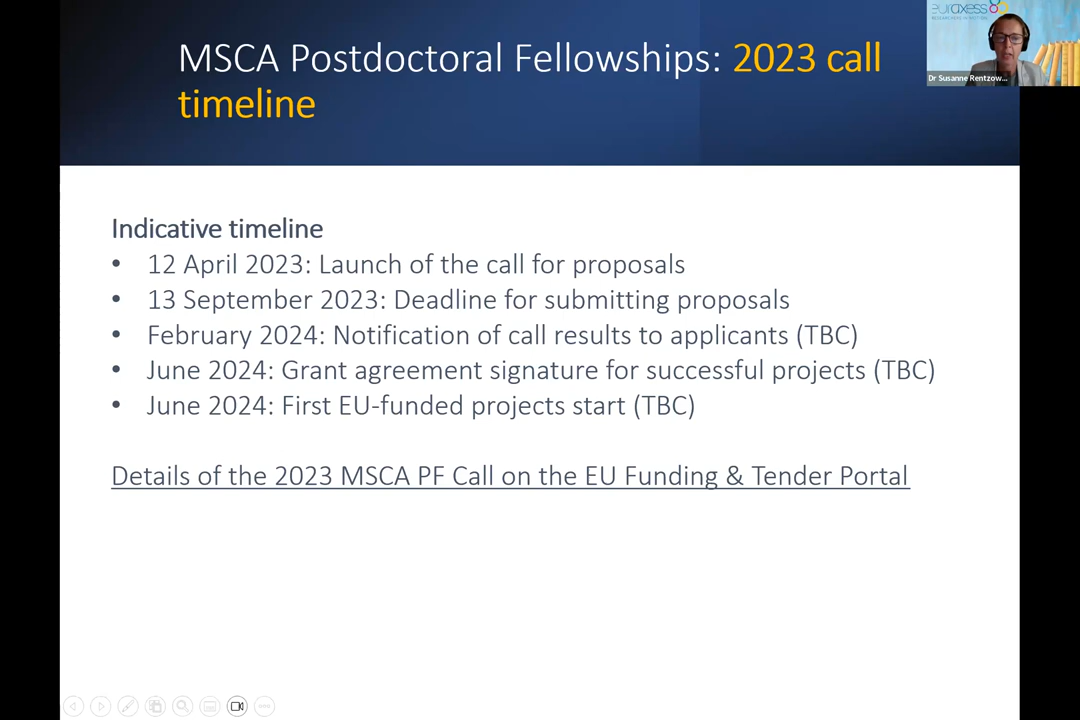 MSCA Postdoctoral Fellowships: 2023 call
timeline
euraxess
Dr Susanne Rentzow...
Indicative timeline
• 12 April 2023: Launch of the call for proposals
• 13 September 2023: Deadline for submitting proposals
• February 2024: Notification of call results to applicants (TBC)
• June 2024: Grant agreement signature for successful projects (TBC)
• June 2024: First EU-funded projects start (TBC)
Details of the 2023 MSCA PF Call on the EU Funding & Tender Portal